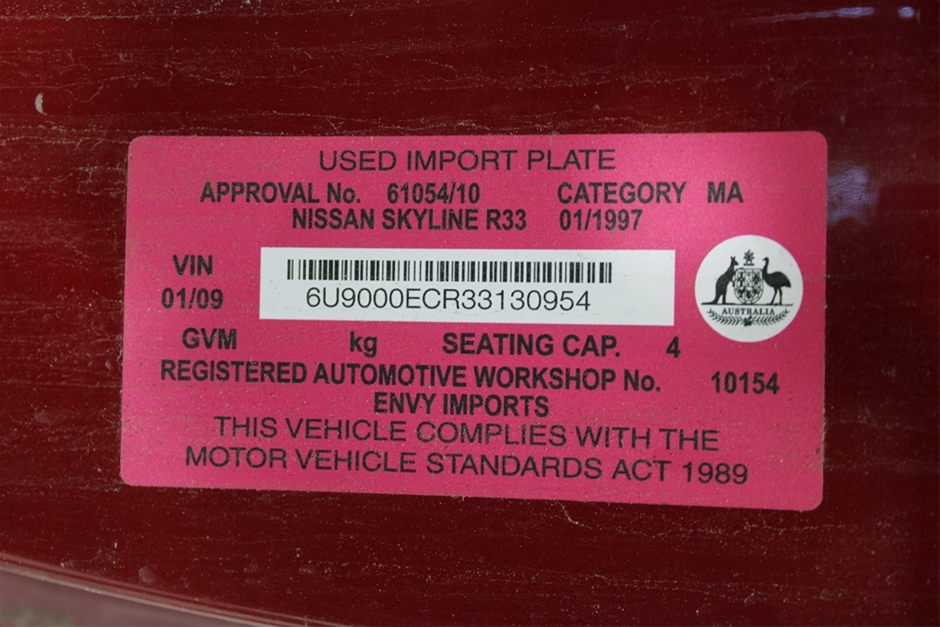 USED IMPORT PLATE
APPROVAL No. 61054/10 CATEGORY MA
NISSAN SKYLINE R33 01/1997
VIN
01/09
6U9000ECR33130954
AUSTRALIA
GVM kg SEATING CAP. 4
REGISTERED AUTOMOTIVE WORKSHOP No. 10154
ENVY IMPORTS
THIS VEHICLE COMPLIES WITH THE
MOTOR VEHICLE STANDARDS ACT 1989